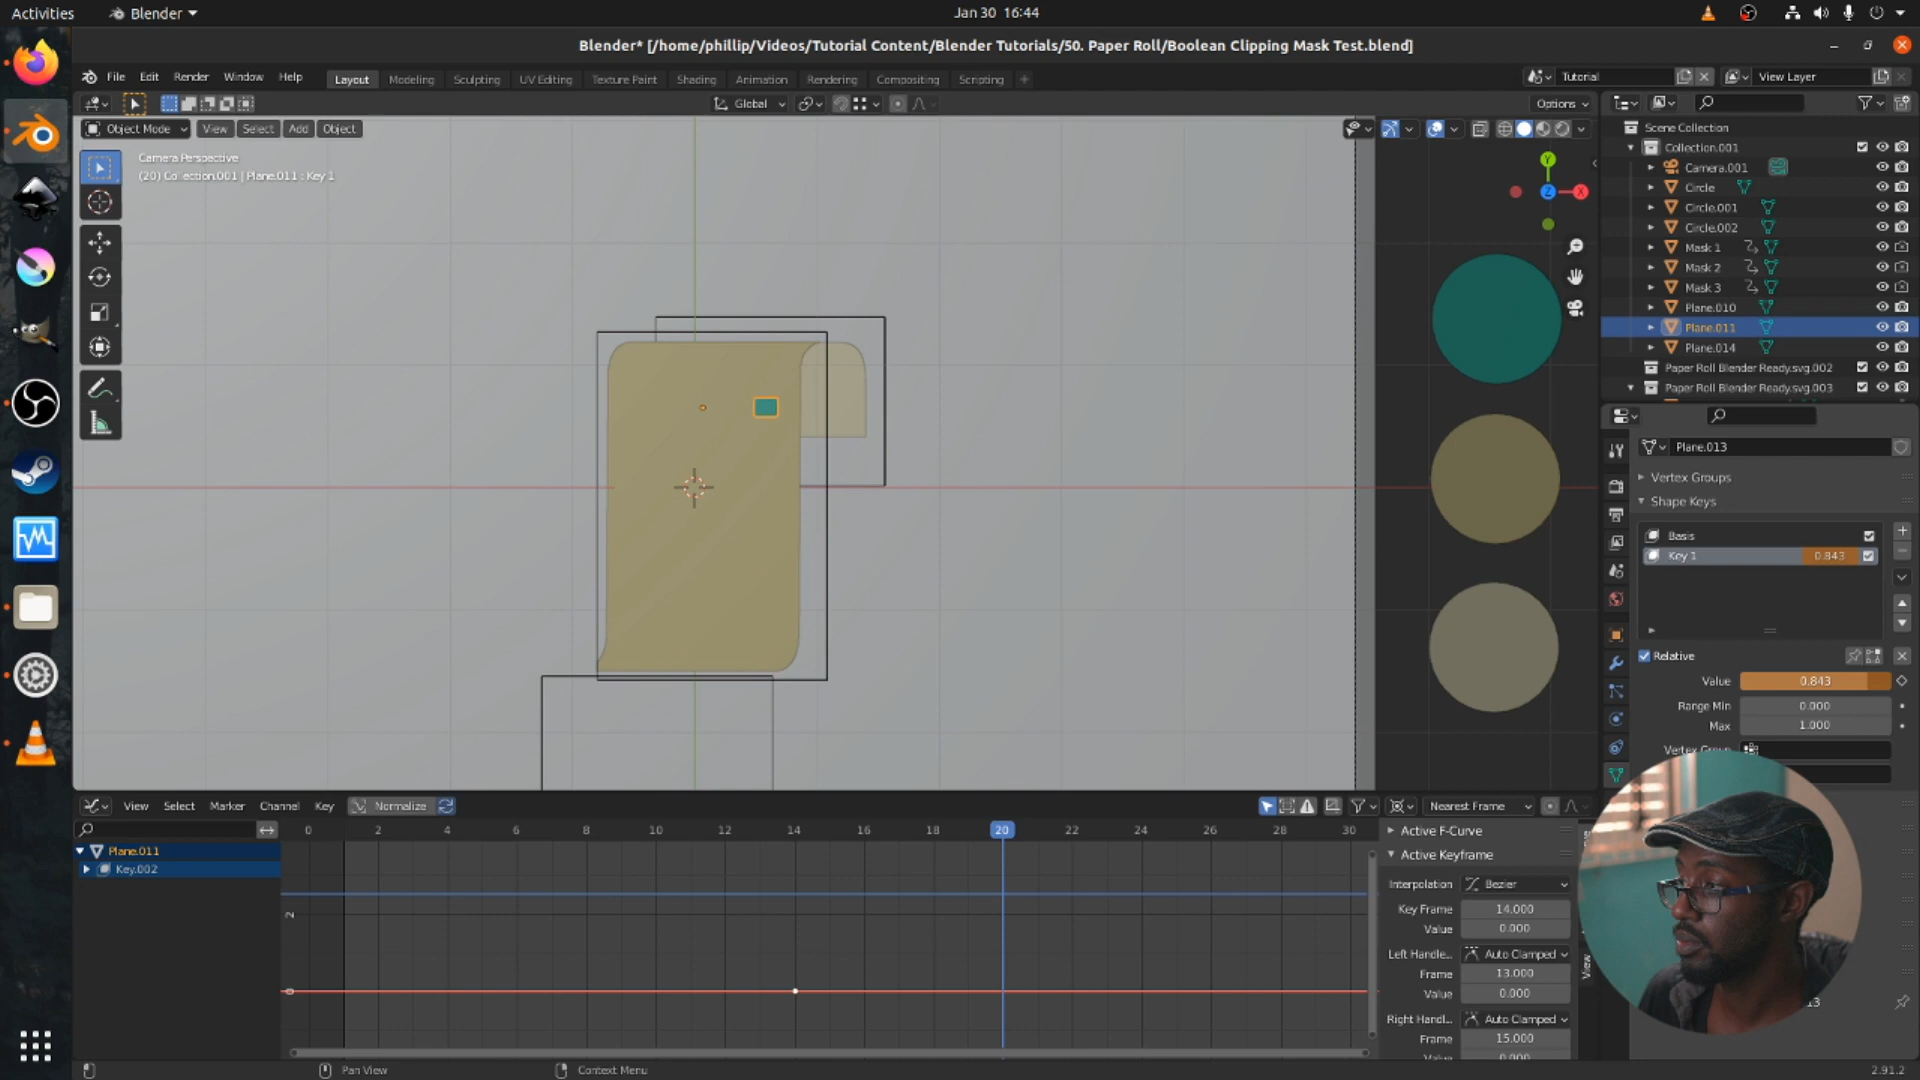 Activities Blender Jan 30 16:44
Blender* [/home/phillip/Videos/Tutorial Content/Blender Tutorials/50. Paper Roll/Boolean Clipping Mask Test.blend]
File Edit Render Window Help Layout Modeling Sculpting UV Editing Texture Paint Shading Animation Rendering Compositing Scripting + Tutorial View Layer
Global Options
Object Mode View Select Add Object
Camera Perspective
(20) Collection.001 | Plane.011 : Key 1
Y
Z X
Scene Collection
Collection.001
Camera.001
Circle
Circle.001
Circle.002
Mask 1
Mask 2
Mask 3
Plane.010
Plane.011
Plane.014
Paper Roll Blender Ready.svg.002
Paper Roll Blender Ready.svg.003
Plane.013
Vertex Groups
Shape Keys
Basis
Key 1 0.843
Relative
Value 0.843
Range Min 0.000
Max 1.000
Vertex Group
View Select Marker Channel Key Normalize Nearest Frame
0 2 4 6 8 10 12 14 16 18 20 22 24 26 28 30
Plane.011
Key.002
2
0
Active F-Curve
Active Keyframe
Interpolation Bezier
Key Frame 14.000
Value 0.000
Left Handle... Auto Clamped
Frame 13.000
Value 0.000
Right Handl... Auto Clamped
Frame 15.000
Value 0.000
View
13
Pan View Context Menu 2.91.2